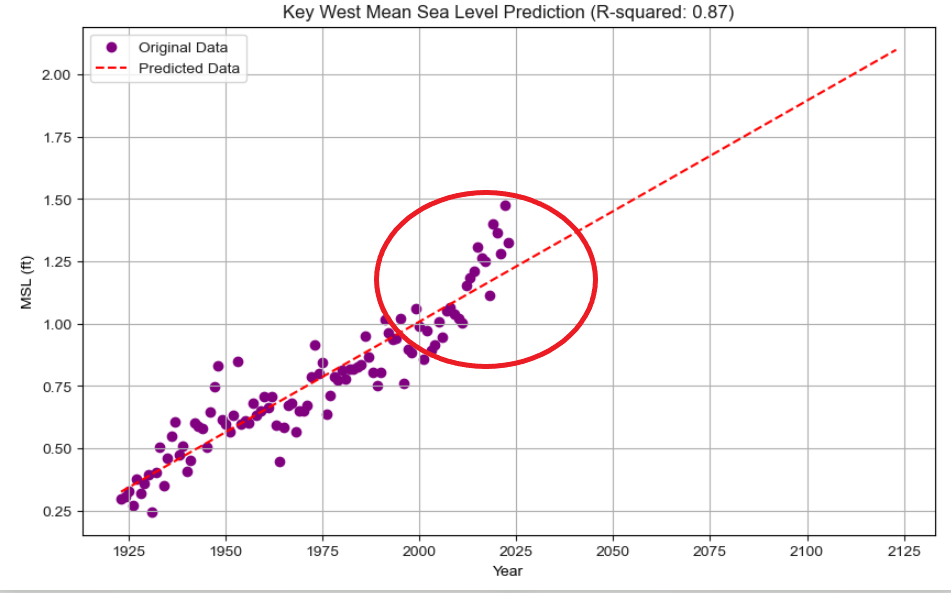 Key West Mean Sea Level Prediction (R-squared: 0.87)
Original Data
Predicted Data
2.00
1.75
1.50
1.25
1.00
0.75
0.50
0.25
MSL (ft)
1925 1950 1975 2000 2025 2050 2075 2100 2125
Year